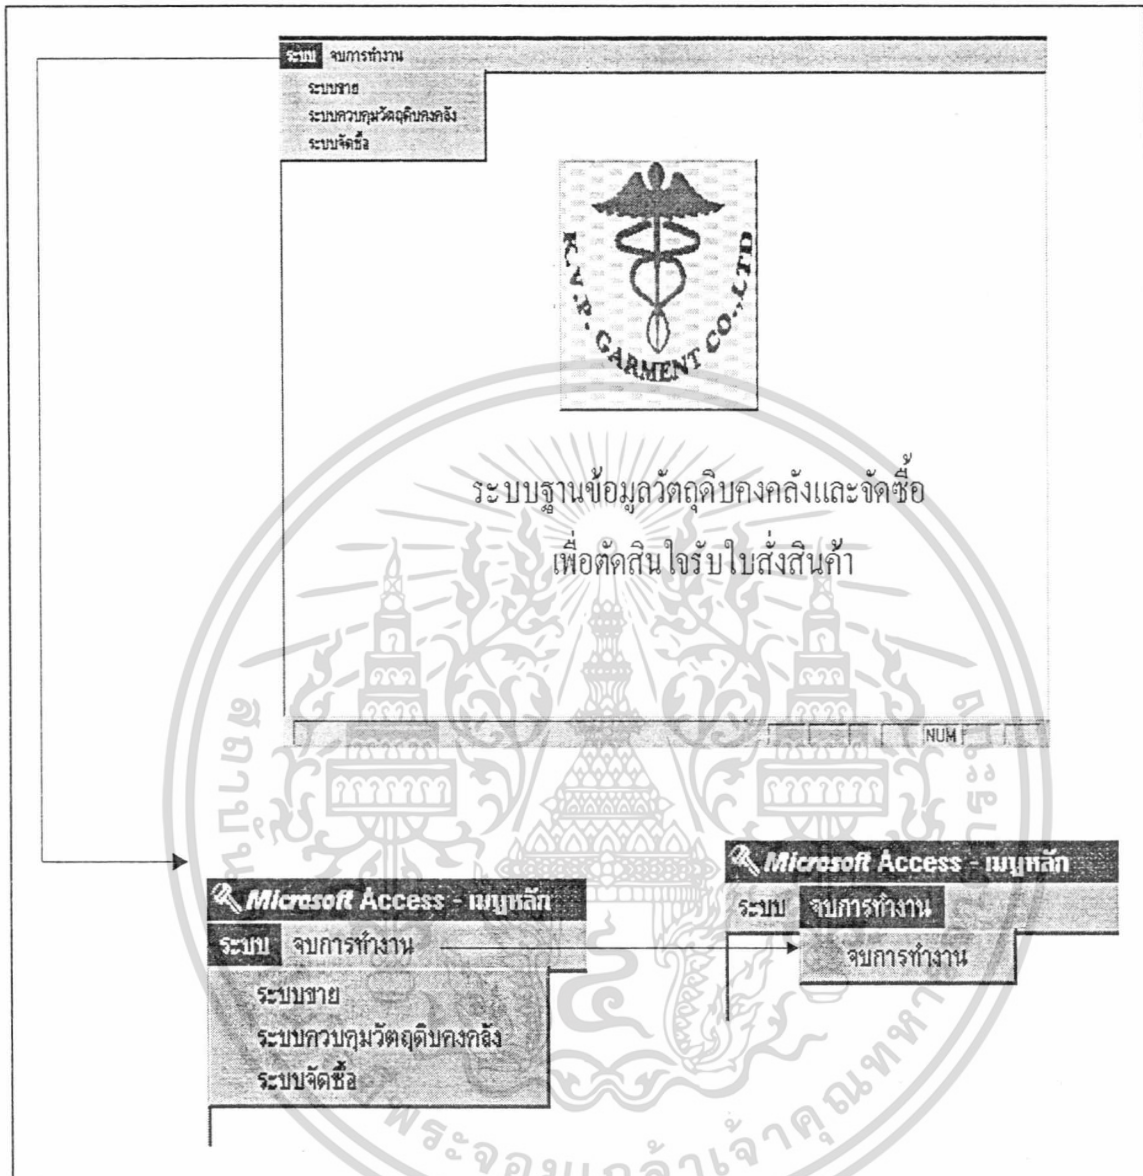 ระบบ จบการทำงาน
ระบบขาย
ระบบควบคุมวัตถุดิบคงคลัง
ระบบจัดซื้อ
K.V.P. GARMENT CO.,LTD
ระบบฐานข้อมูลวัตถุดิบคงคลังและจัดซื้อ
เพื่อตัดสินใจรับใบสั่งสินค้า
NUM
Microsoft Access - เมนูหลัก
ระบบ จบการทำงาน
ระบบขาย
ระบบควบคุมวัตถุดิบคงคลัง
ระบบจัดซื้อ
Microsoft Access - เมนูหลัก
ระบบ จบการทำงาน
จบการทำงาน